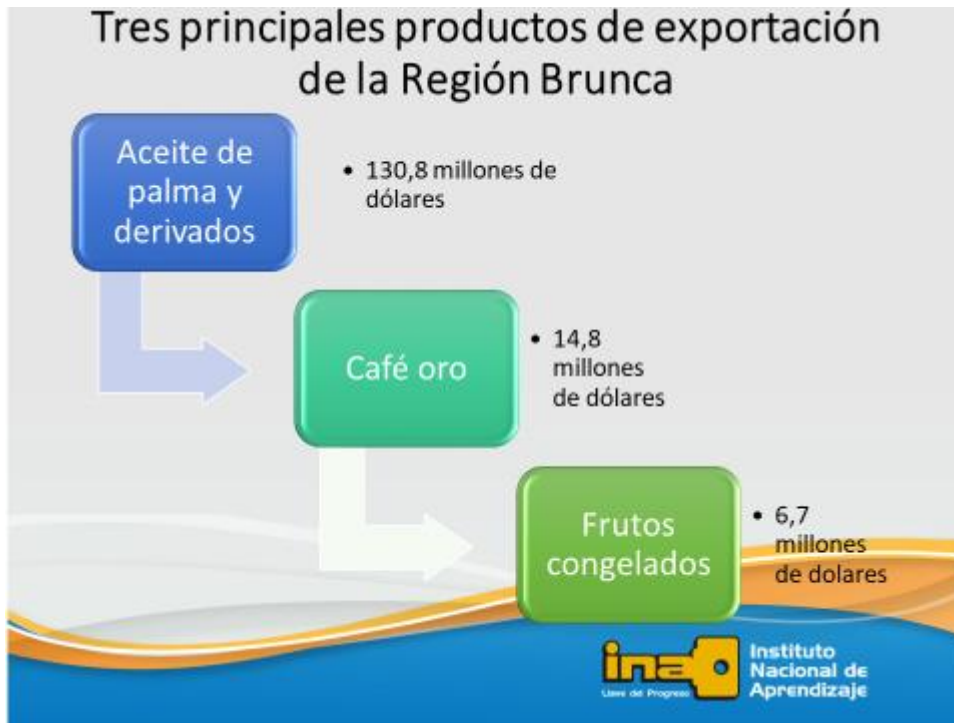 Tres principales productos de exportación
de la Región Brunca
Aceite de
palma y
derivados
• 130,8 millones de
dólares
Café oro
• 14,8
millones
de dólares
Frutos
congelados
• 6,7
millones
de dolares
ina
Llave del Progreso
Instituto
Nacional de
Aprendizaje